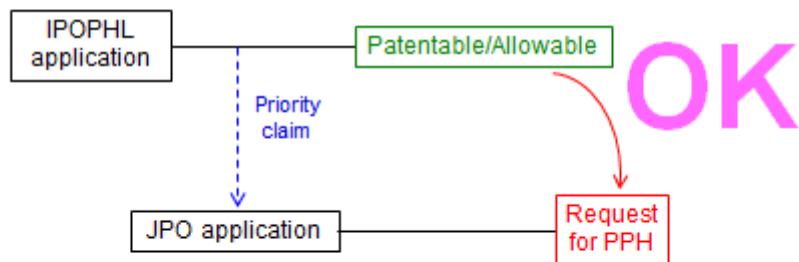 IPOPHL
application
Patentable/Allowable
OK
Priority
claim
JPO application
Request
for PPH